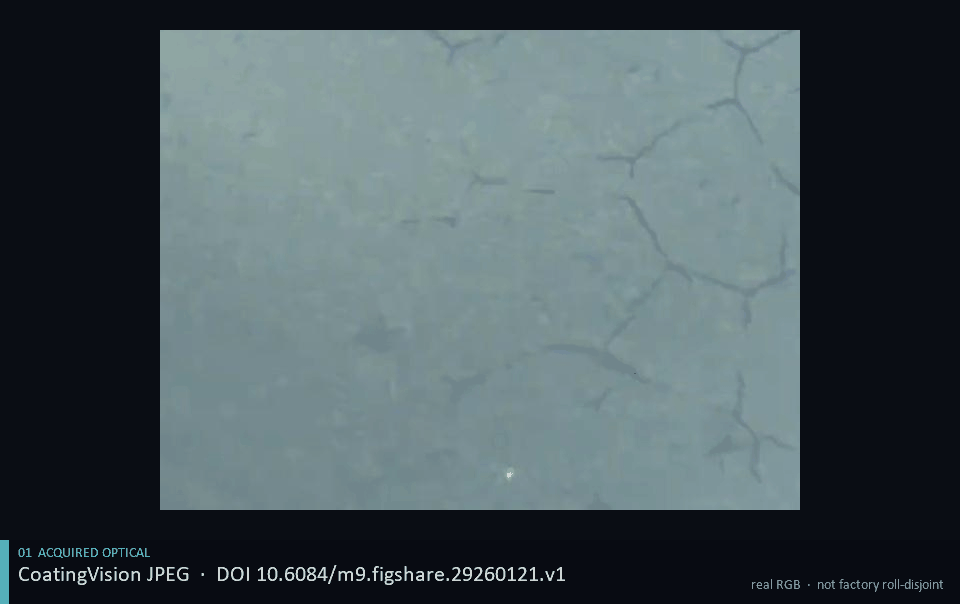 01 ACQUIRED OPTICAL
CoatingVision JPEG · DOI 10.6084/m9.figshare.29260121.v1
real RGB · not factory roll-disjoint